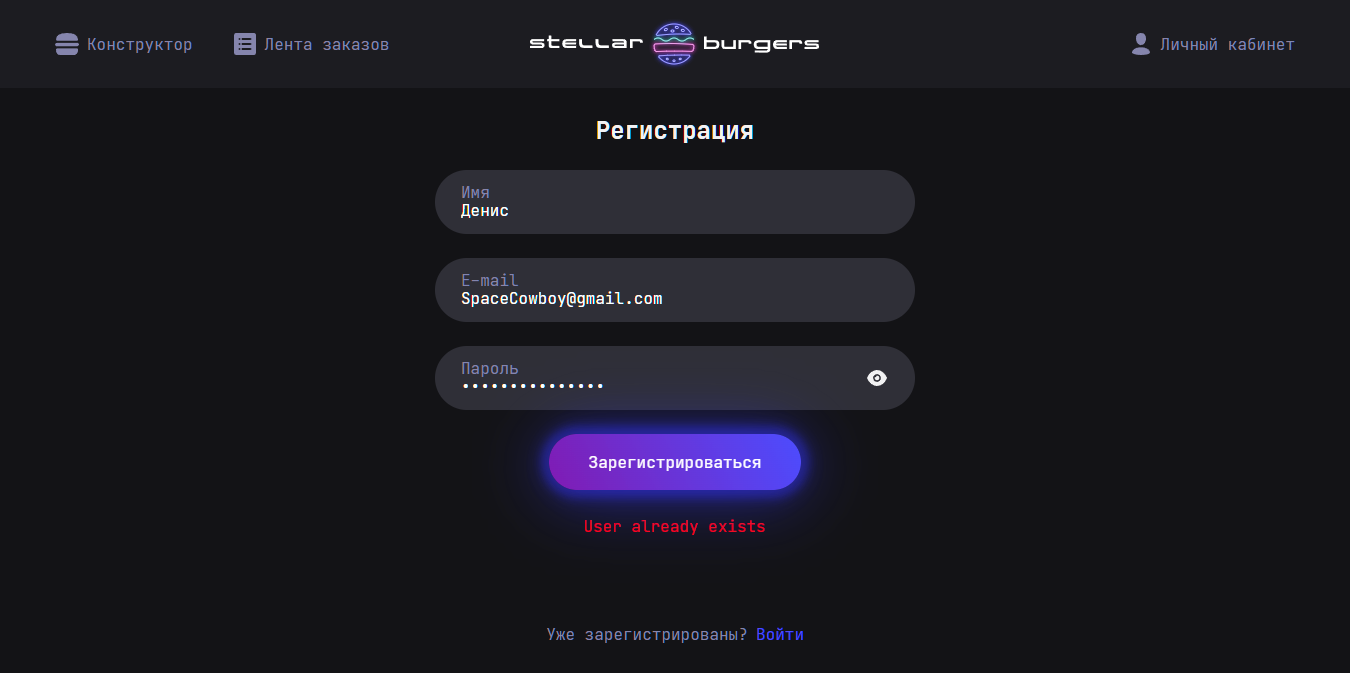 Конструктор
Лента заказов
stellar burgers
Личный кабинет
Регистрация
Имя
Денис
E-mail
SpaceCowboy@gmail.com
Пароль
•••••••••••••••
Зарегистрироваться
User already exists
Уже зарегистрированы? Войти